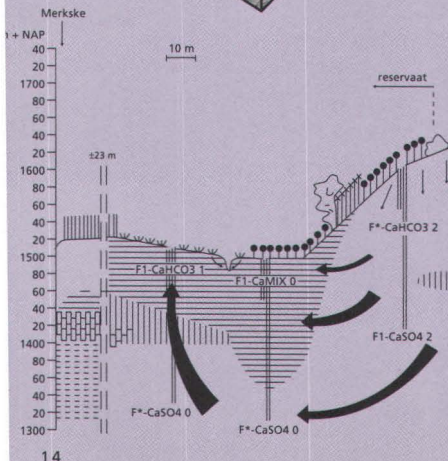 Merkske
+ NAP
10 m
reservaat
±23 m
40
20
1700
80
60
40
20
1600
80
60
40
20
1500
80
60
40
20
1400
80
60
40
20
1300
F*-CaHCO3 2
F1-CaHCO3 1
F1-CaMIX 0
F1-CaSO4 2
F*-CaSO4 0
F*-CaSO4 0
14